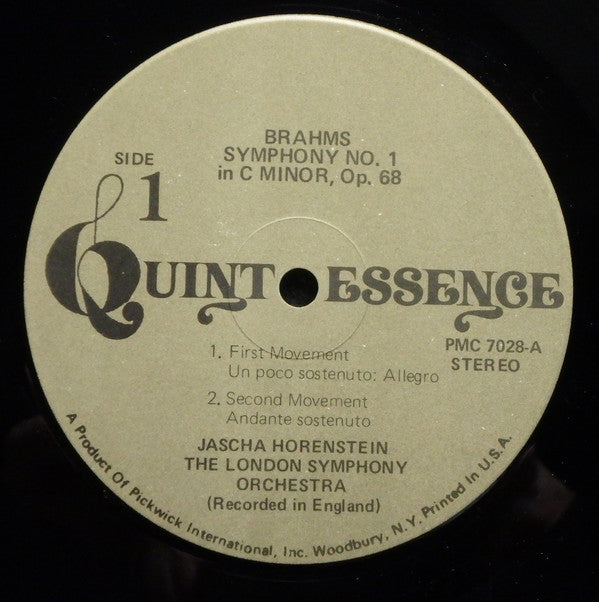 BRAHMS
SYMPHONY NO. 1
in C MINOR, Op. 68
SIDE
1
QUINTESSENCE
PMC 7028-A
STEREO
1. First Movement
Un poco sostenuto: Allegro
2. Second Movement
Andante sostenuto
JASCHA HORENSTEIN
THE LONDON SYMPHONY
ORCHESTRA
(Recorded in England)
A Product Of Pickwick International, Inc. Woodbury, N.Y. Printed In U.S.A.